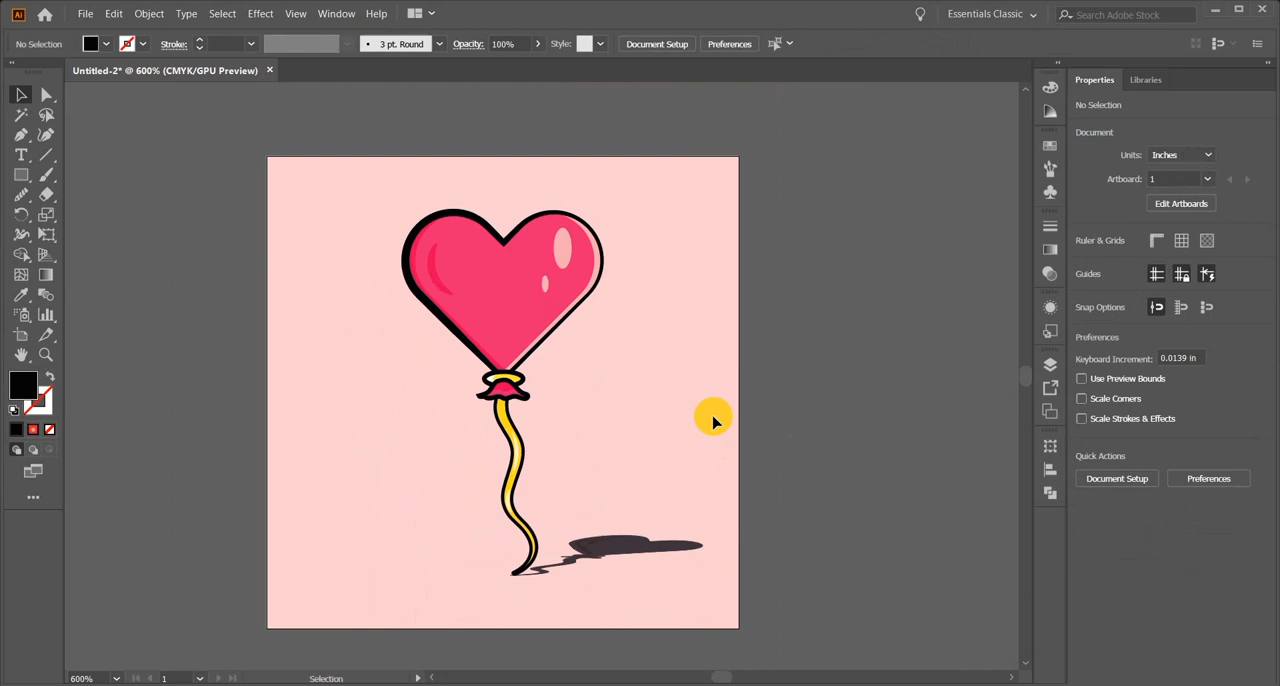 Ai File Edit Object Type Select Effect View Window Help Essentials Classic Search Adobe Stock
No Selection Stroke: 3 pt. Round Opacity: 100% Style: Document Setup Preferences
Untitled-2* @ 600% (CMYK/GPU Preview)
Properties Libraries
No Selection
Document
Units: Inches
Artboard: 1
Edit Artboards
Ruler & Grids
Guides
Snap Options
Preferences
Keyboard Increment: 0.0139 in
Use Preview Bounds
Scale Corners
Scale Strokes & Effects
Quick Actions
Document Setup Preferences
600% 1 Selection